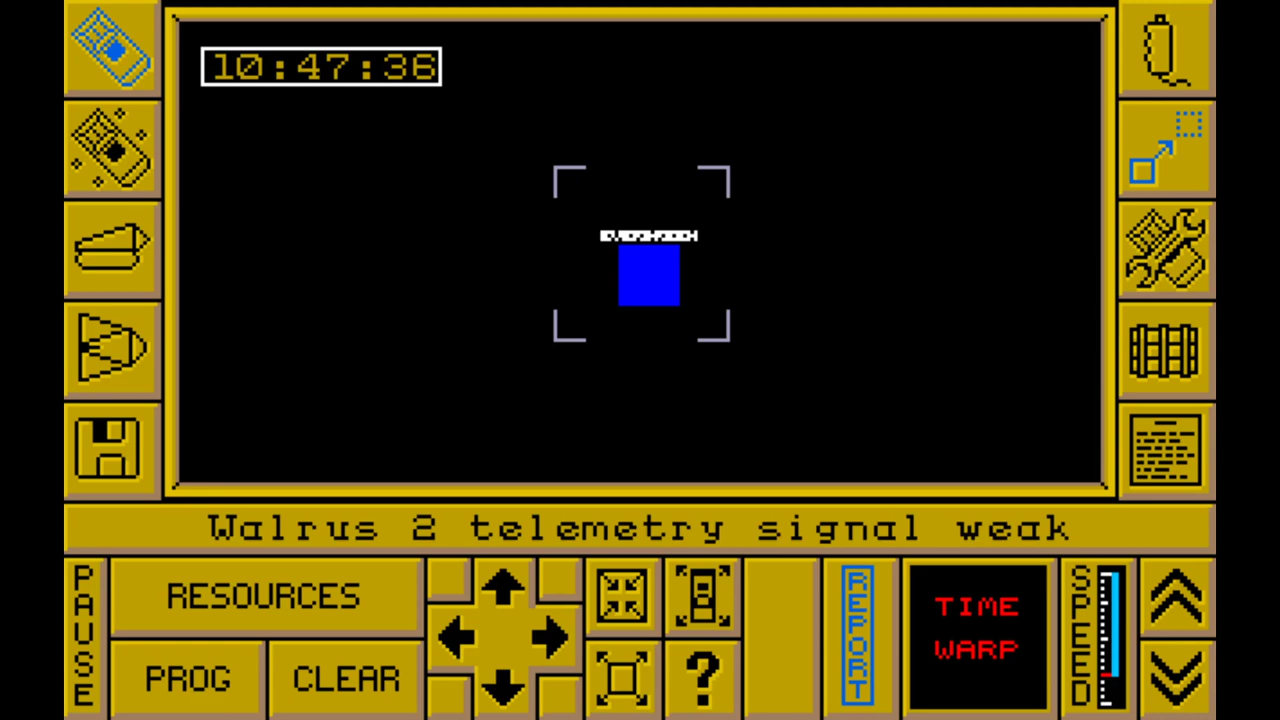 10:47:36
Walrus 2 telemetry signal weak
PAUSE
RESOURCES
PROG
CLEAR
?
REPORT
TIME
WARP
SPEED